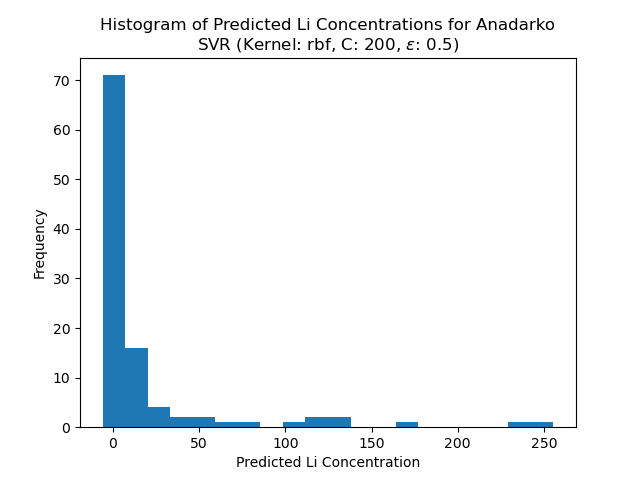 Histogram of Predicted Li Concentrations for Anadarko
SVR (Kernel: rbf, C: 200, ε: 0.5)
70
60
50
40
30
20
10
0
Frequency
0 50 100 150 200 250
Predicted Li Concentration